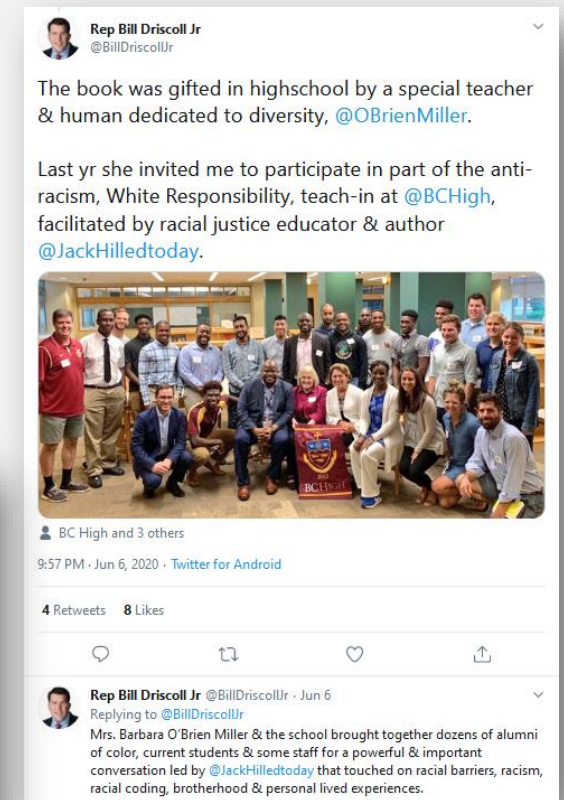 Rep Bill Driscoll Jr
@BillDriscollJr
The book was gifted in highschool by a special teacher
& human dedicated to diversity, @OBrienMiller.
Last yr she invited me to participate in part of the anti-
racism, White Responsibility, teach-in at @BCHigh,
facilitated by racial justice educator & author
@JackHilledtoday.
BC HIGH
BC High and 3 others
9:57 PM · Jun 6, 2020 · Twitter for Android
4 Retweets 8 Likes
Rep Bill Driscoll Jr @BillDriscollJr · Jun 6
Replying to @BillDriscollJr
Mrs. Barbara O'Brien Miller & the school brought together dozens of alumni
of color, current students & some staff for a powerful & important
conversation led by @JackHilledtoday that touched on racial barriers, racism,
racial coding, brotherhood & personal lived experiences.